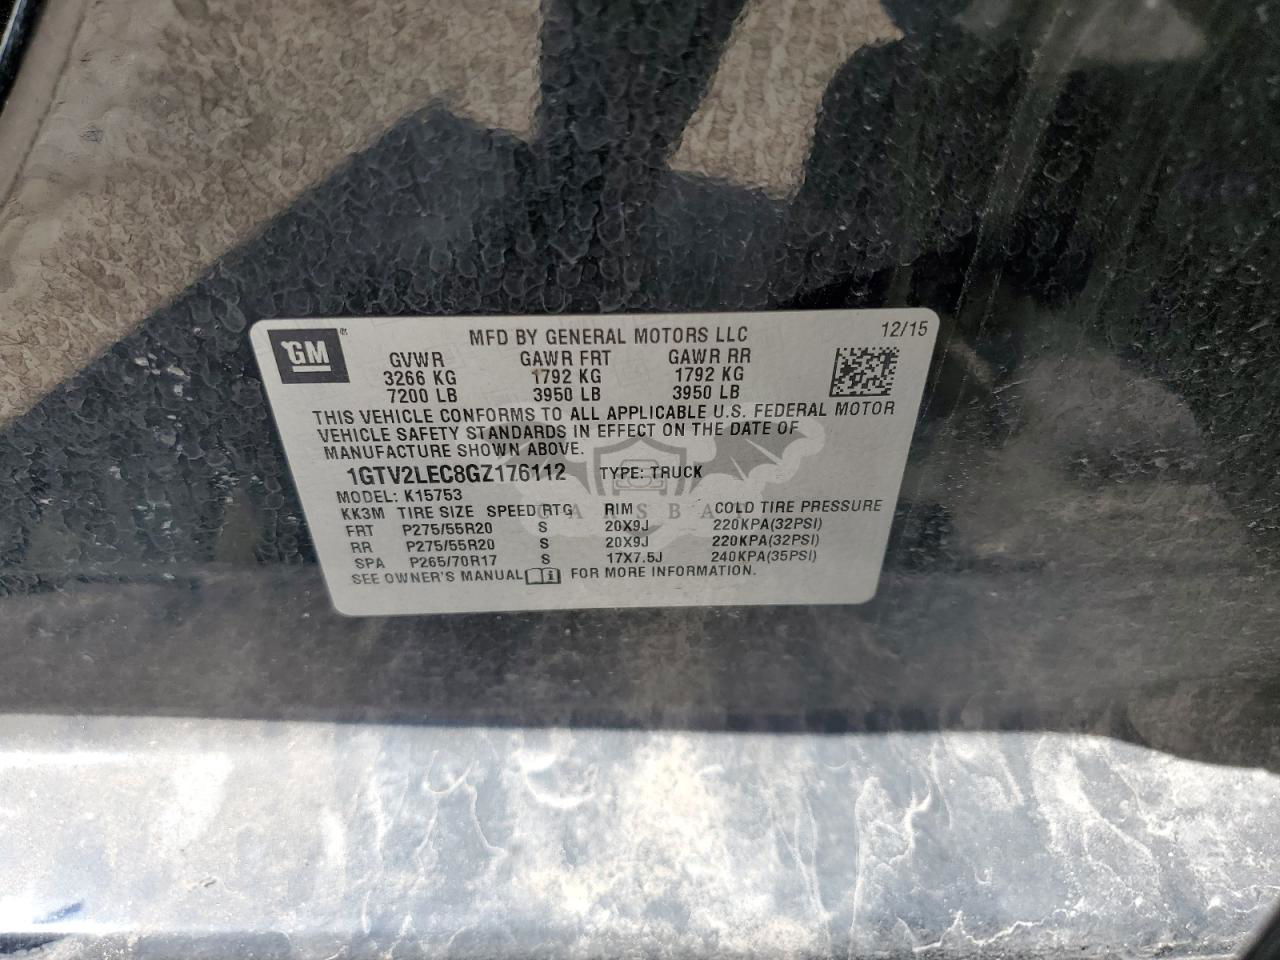 GM ® MFD BY GENERAL MOTORS LLC 12/15
GVWR GAWR FRT GAWR RR
3266 KG 1792 KG 1792 KG
7200 LB 3950 LB 3950 LB
THIS VEHICLE CONFORMS TO ALL APPLICABLE U.S. FEDERAL MOTOR
VEHICLE SAFETY STANDARDS IN EFFECT ON THE DATE OF
MANUFACTURE SHOWN ABOVE.
1GTV2LEC8GZ176112 TYPE: TRUCK
MODEL: K15753
KK3M TIRE SIZE SPEED RTG RIM COLD TIRE PRESSURE
FRT P275/55R20 S 20X9J 220KPA(32PSI)
RR P275/55R20 S 20X9J 220KPA(32PSI)
SPA P265/70R17 S 17X7.5J 240KPA(35PSI)
SEE OWNER'S MANUAL FOR MORE INFORMATION.